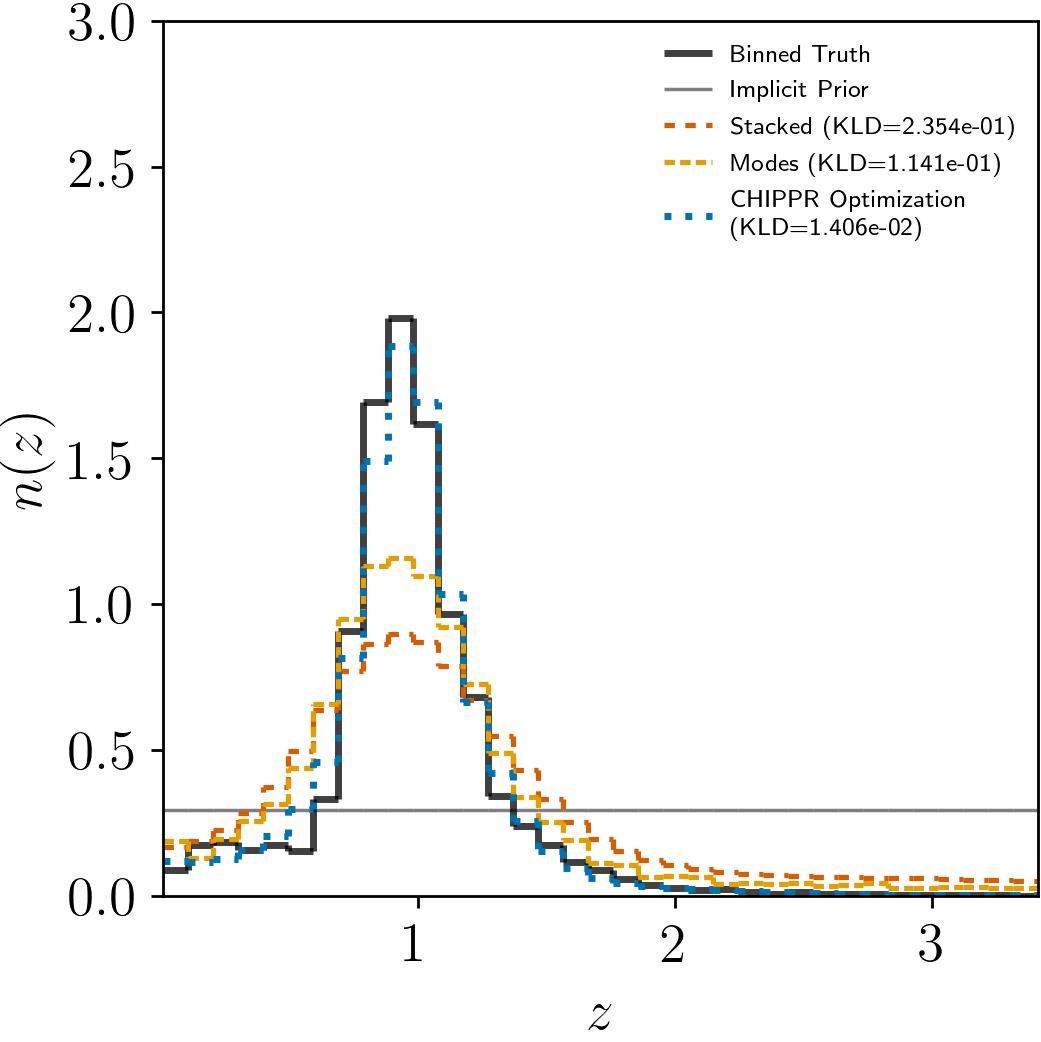 3.0
Binned Truth
Implicit Prior
Stacked (KLD=2.354e-01)
2.5
Modes (KLD=1.141e-01)
CHIPPR Optimization
(KLD=1.406e-02)
2.0
n(z)
1.5
1.0
0.5
0.0
1
2
3
z